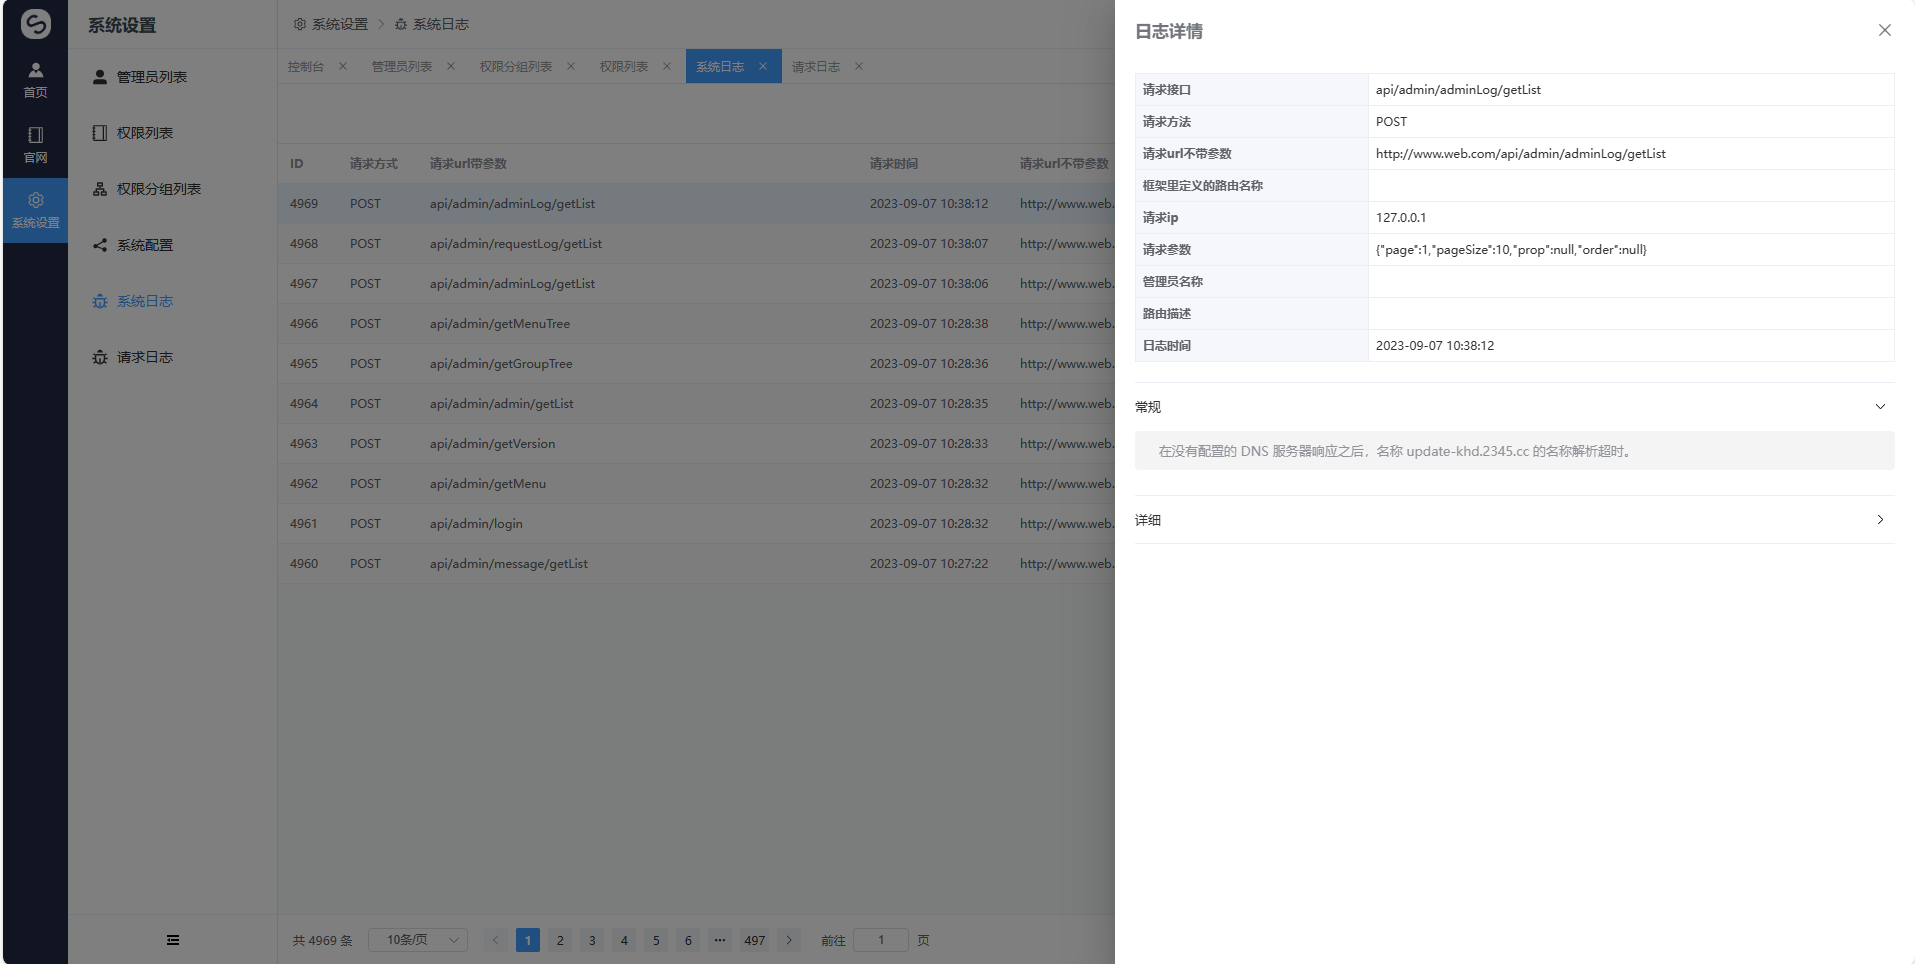 首页
官网
系统设置
系统设置
管理员列表
权限列表
权限分组列表
系统配置
系统日志
请求日志
系统设置 系统日志
控制台 管理员列表 权限分组列表 权限列表 系统日志 请求日志
ID 请求方式 请求url带参数 请求时间 请求url不带参数
4969 POST api/admin/adminLog/getList 2023-09-07 10:38:12 http://www.web.
4968 POST api/admin/requestLog/getList 2023-09-07 10:38:07 http://www.web.
4967 POST api/admin/adminLog/getList 2023-09-07 10:38:06 http://www.web.
4966 POST api/admin/getMenuTree 2023-09-07 10:28:38 http://www.web.
4965 POST api/admin/getGroupTree 2023-09-07 10:28:36 http://www.web.
4964 POST api/admin/admin/getList 2023-09-07 10:28:35 http://www.web.
4963 POST api/admin/getVersion 2023-09-07 10:28:33 http://www.web.
4962 POST api/admin/getMenu 2023-09-07 10:28:32 http://www.web.
4961 POST api/admin/login 2023-09-07 10:28:32 http://www.web.
4960 POST api/admin/message/getList 2023-09-07 10:27:22 http://www.web.
共 4969 条 10条/页 1 2 3 4 5 6 ··· 497 前往 1 页
日志详情
请求接口 api/admin/adminLog/getList
请求方法 POST
请求url不带参数 http://www.web.com/api/admin/adminLog/getList
框架里定义的路由名称
请求ip 127.0.0.1
请求参数 {"page":1,"pageSize":10,"prop":null,"order":null}
管理员名称
路由描述
日志时间 2023-09-07 10:38:12
常规
在没有配置的 DNS 服务器响应之后，名称 update-khd.2345.cc 的名称解析超时。
详细